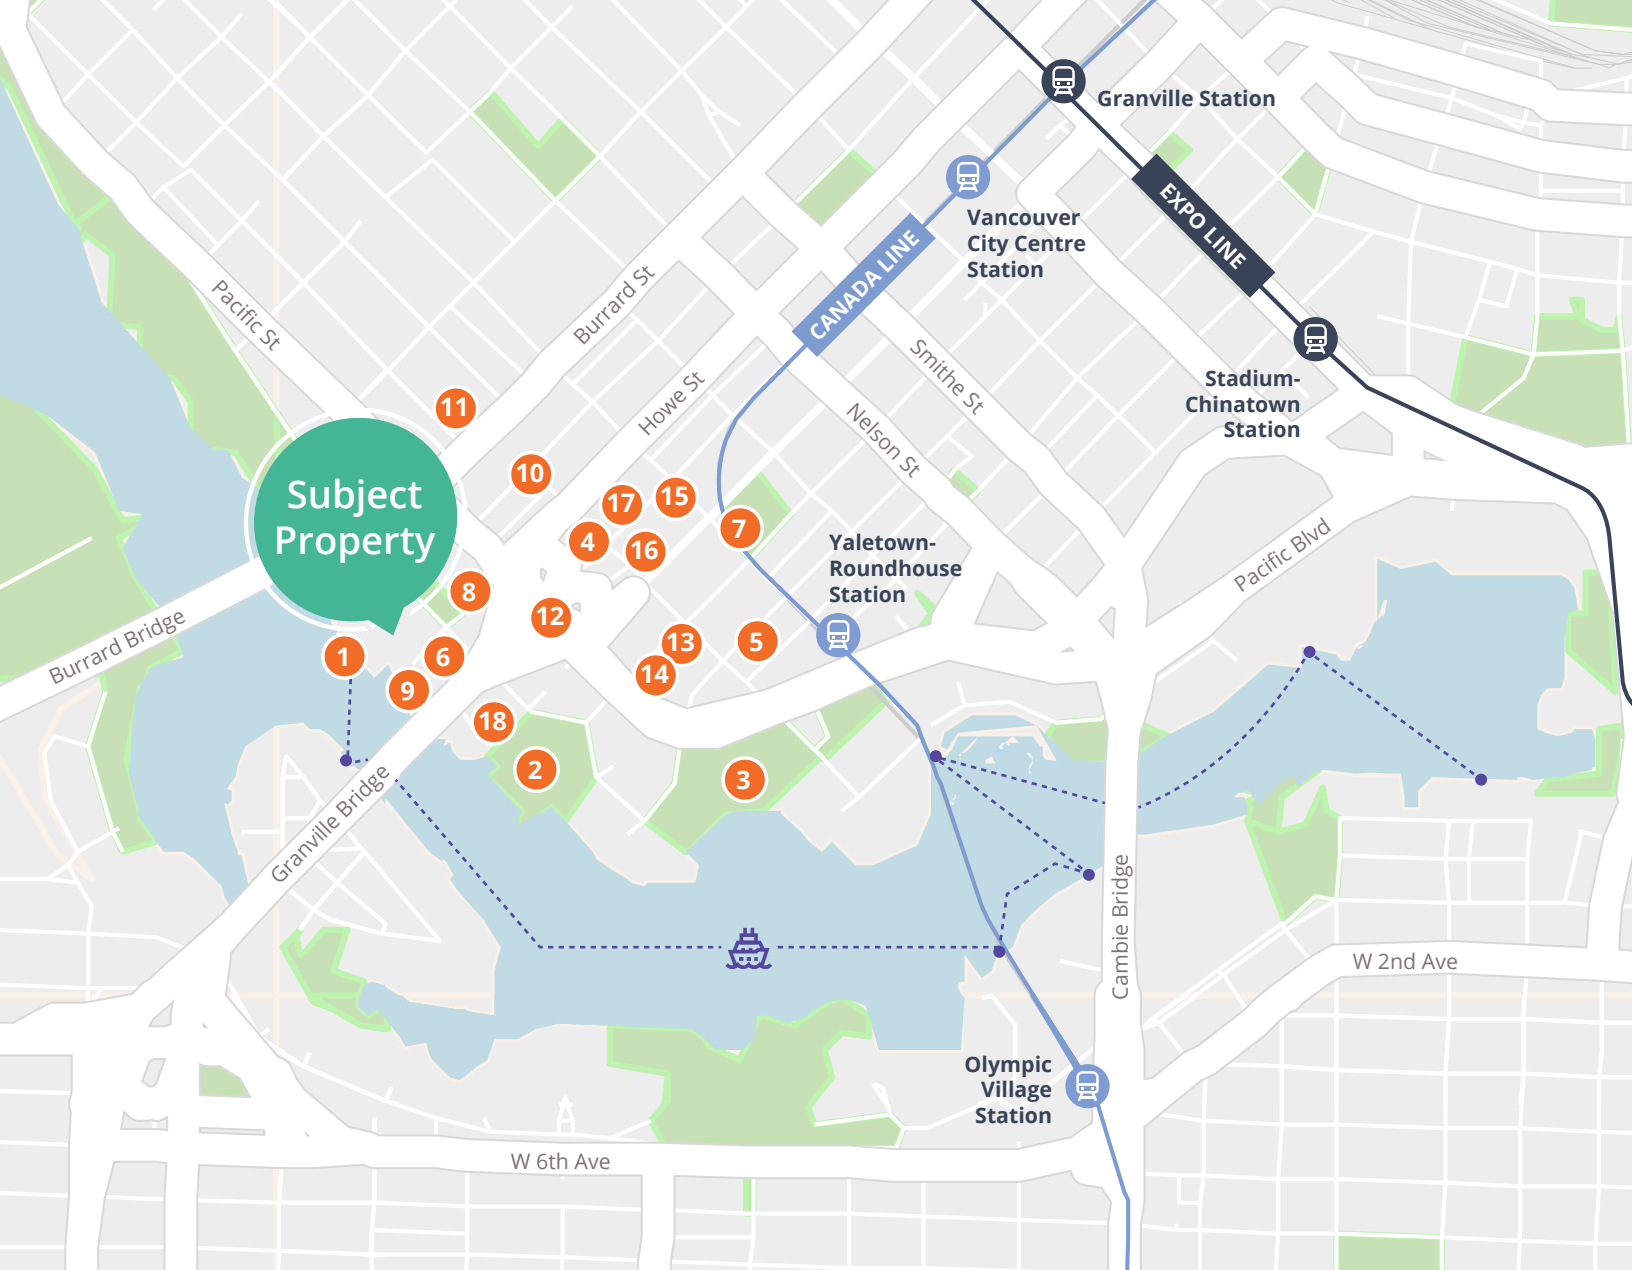 Granville Station
EXPO LINE
Vancouver
City Centre
Station
CANADA LINE
Pacific St
Burrard St
Smithe St
Howe St
Nelson St
Stadium-
Chinatown
Station
11
Subject
Property
10
17
15
7
4
16
Yaletown-
Roundhouse
Station
Pacific Blvd
8
12
13
5
14
Burrard Bridge
1
6
9
18
2
3
Granville Bridge
Cambie Bridge
W 2nd Ave
Olympic
Village
Station
W 6th Ave